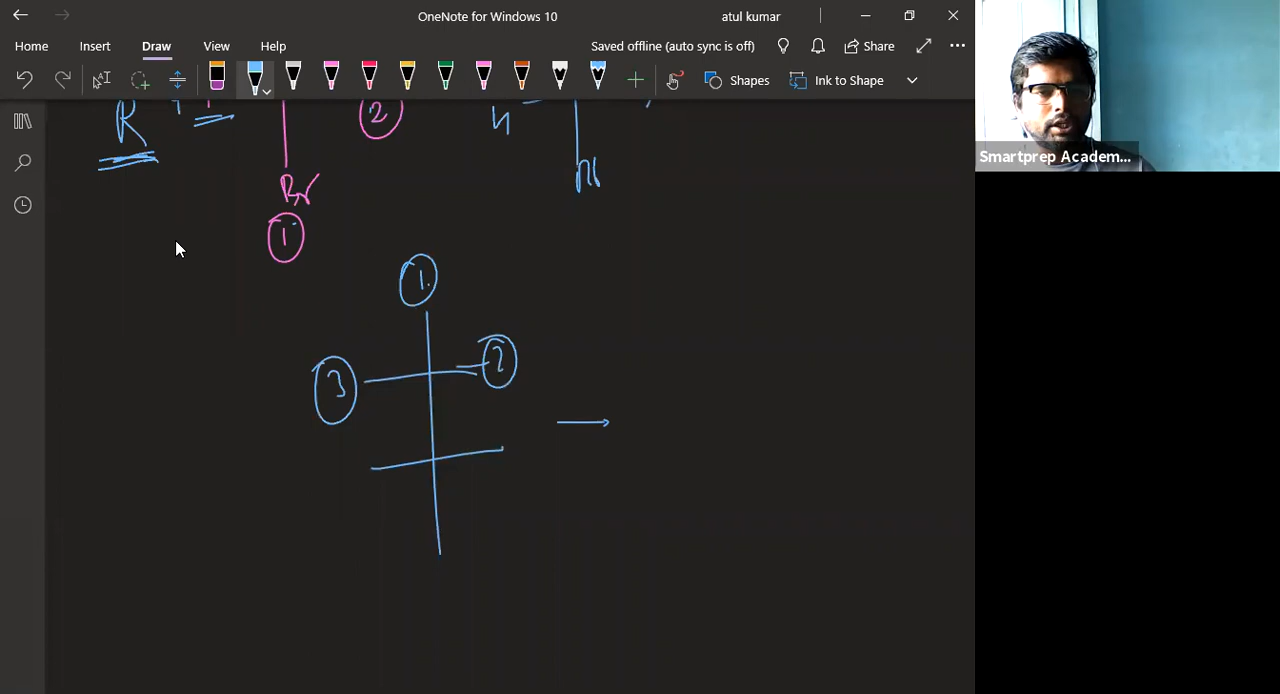 OneNote for Windows 10
atul kumar
Home Insert Draw View Help
Saved offline (auto sync is off)
Share
Shapes
Ink to Shape
R
2
H
Br
1
1
3
2
Smartprep Academ...